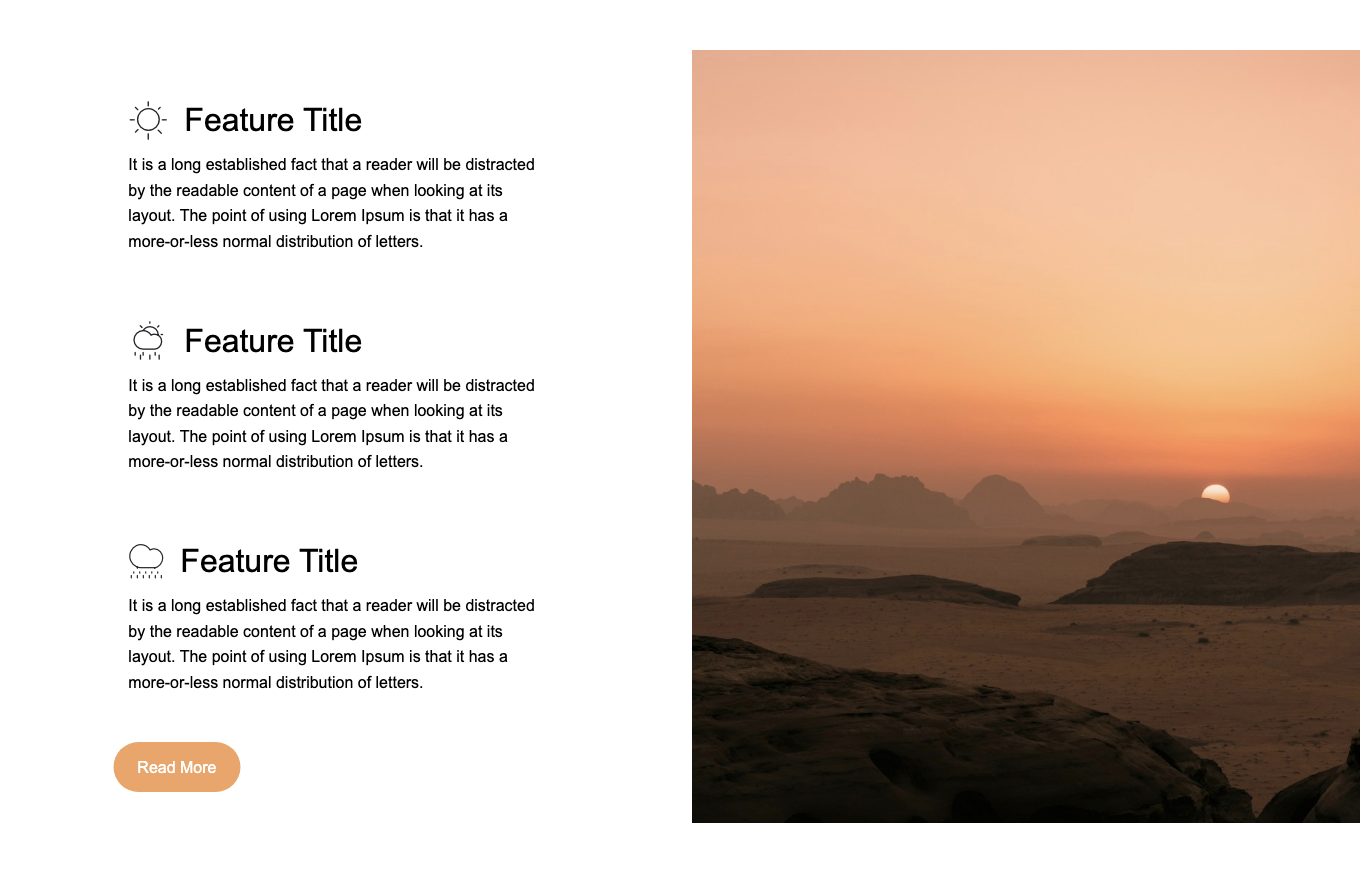 Feature Title
It is a long established fact that a reader will be distracted
by the readable content of a page when looking at its
layout. The point of using Lorem Ipsum is that it has a
more-or-less normal distribution of letters.
Feature Title
It is a long established fact that a reader will be distracted
by the readable content of a page when looking at its
layout. The point of using Lorem Ipsum is that it has a
more-or-less normal distribution of letters.
Feature Title
It is a long established fact that a reader will be distracted
by the readable content of a page when looking at its
layout. The point of using Lorem Ipsum is that it has a
more-or-less normal distribution of letters.
Read More